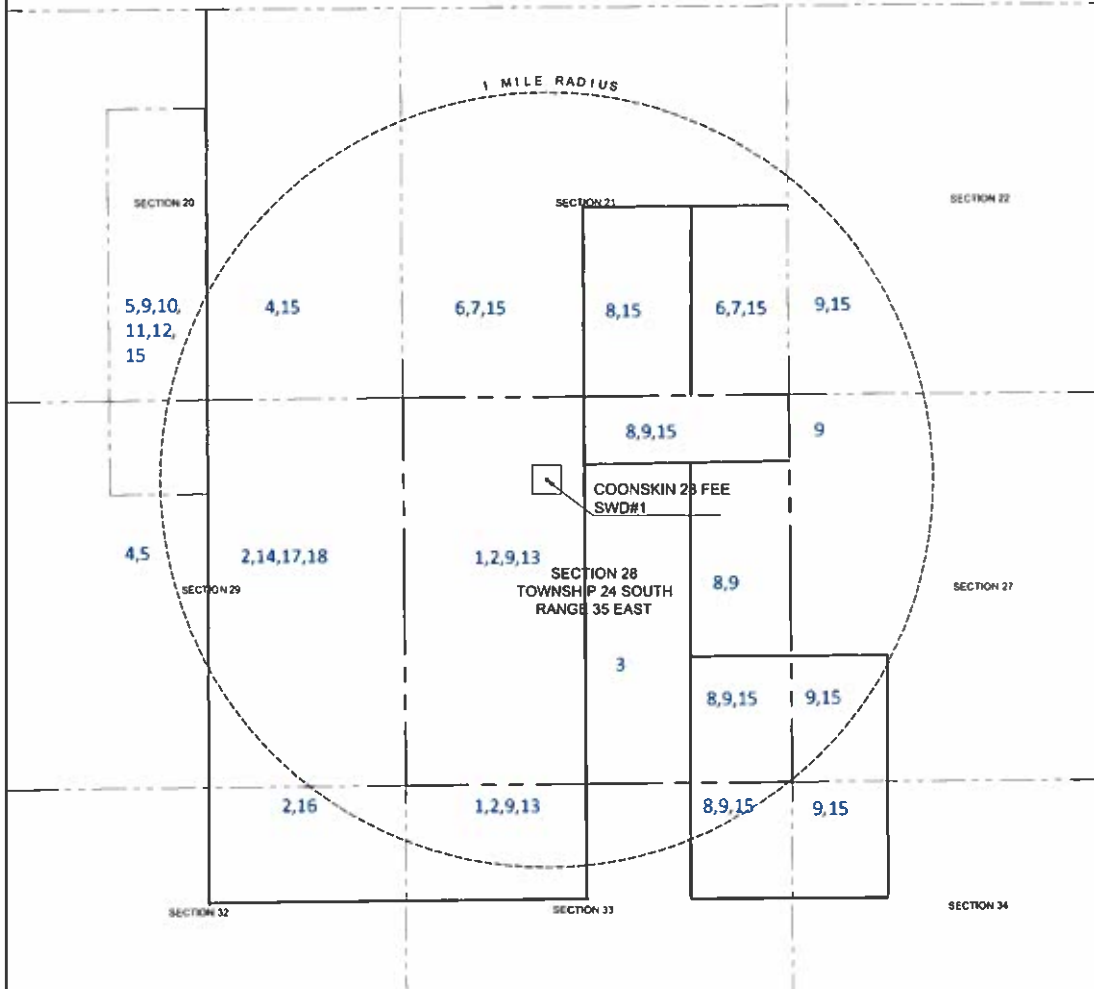 1 MILE RADIUS
SECTION 20
SECTION 21
SECTION 22
5,9,10,
11,12,
15
4,15
6,7,15
8,15
6,7,15
9,15
8,9,15
9
COONSKIN 28 FEE
SWD#1
4,5
2,14,17,18
1,2,9,13
SECTION 29
SECTION 28
TOWNSHIP 24 SOUTH
RANGE 35 EAST
8,9
SECTION 27
3
8,9,15
9,15
2,16
1,2,9,13
8,9,15
9,15
SECTION 32
SECTION 33
SECTION 34